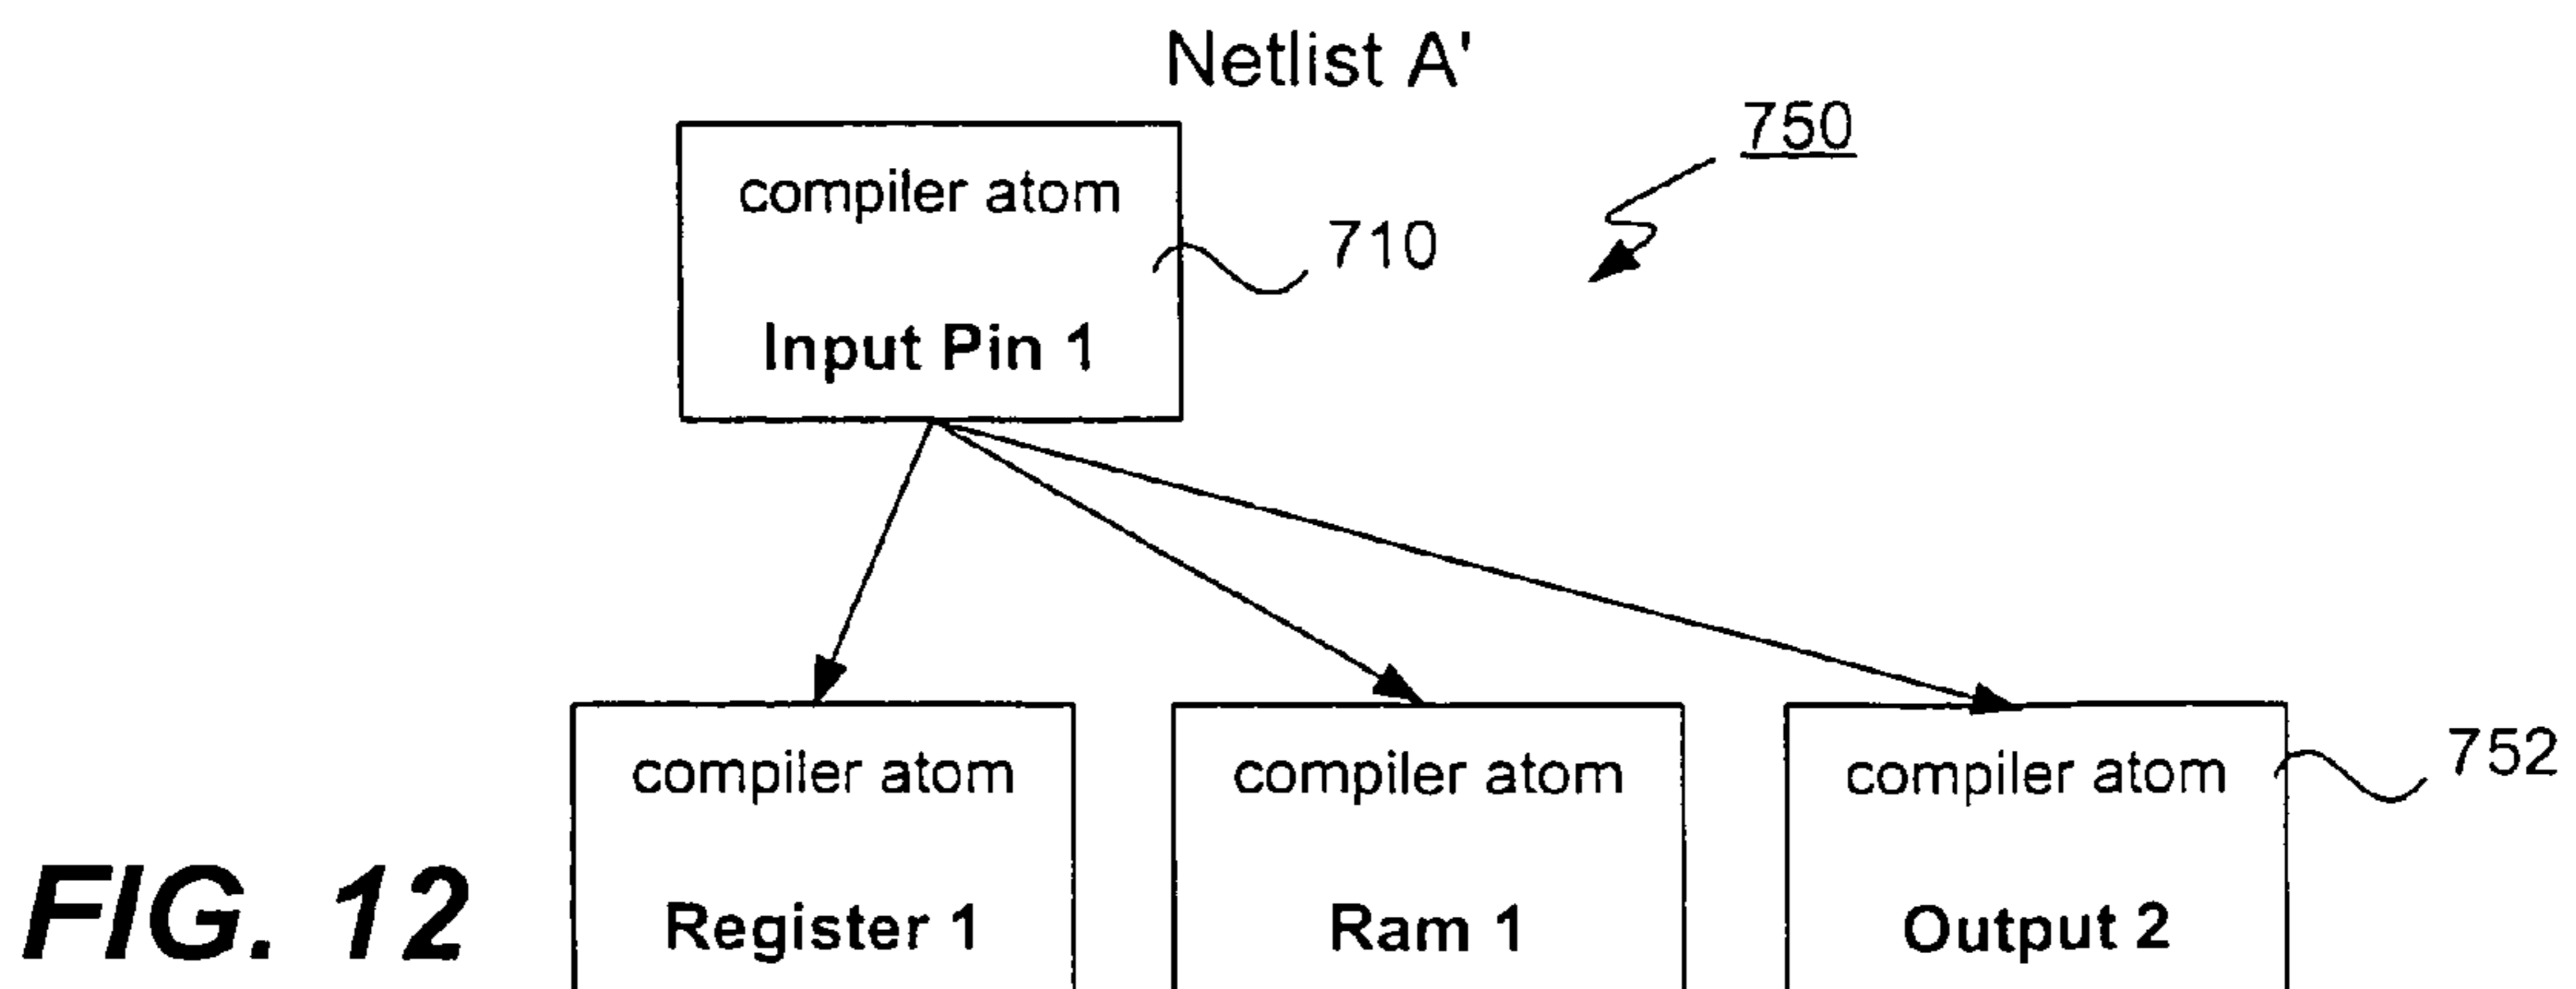 Netlist A'
750
compiler atom
710
Input Pin 1
compiler atom
compiler atom
compiler atom
752
FIG. 12
Register 1
Ram 1
Output 2